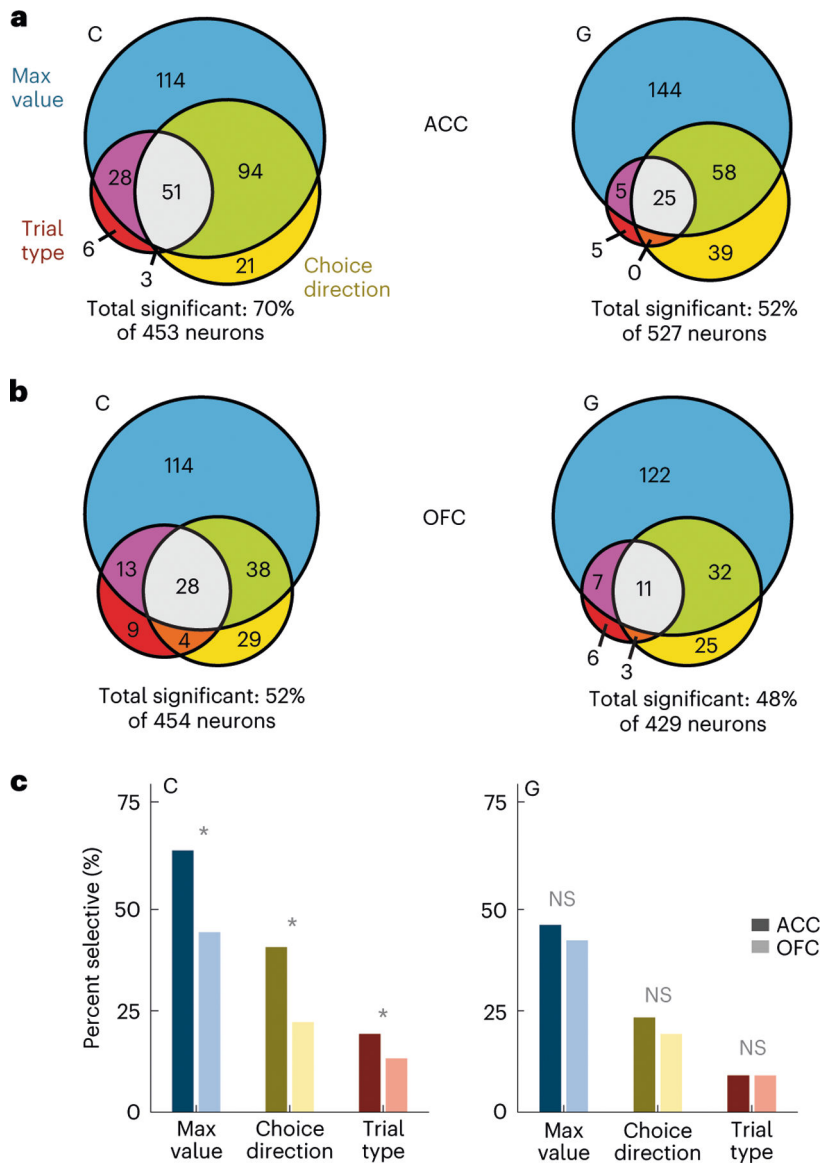 a
C
G
Max
value
114
144
ACC
28
51
94
5
25
58
Trial
type
6
3
21
Choice
direction
5
0
39
Total significant: 70%
of 453 neurons
Total significant: 52%
of 527 neurons
b
C
G
114
122
OFC
13
28
38
7
11
32
9
4
29
6
3
25
Total significant: 52%
of 454 neurons
Total significant: 48%
of 429 neurons
c
C
G
Percent selective (%)
75
50
25
0
*
*
*
Max
value
Choice
direction
Trial
type
75
50
25
0
NS
NS
NS
ACC
OFC
Max
value
Choice
direction
Trial
type